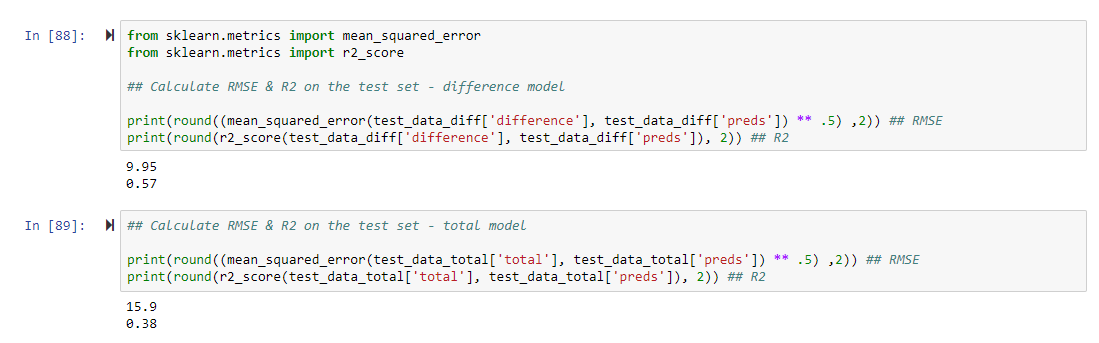 In [88]:
from sklearn.metrics import mean_squared_error
from sklearn.metrics import r2_score
## Calculate RMSE & R2 on the test set - difference model
print(round((mean_squared_error(test_data_diff['difference'], test_data_diff['preds']) ** .5) ,2)) ## RMSE
print(round(r2_score(test_data_diff['difference'], test_data_diff['preds']), 2)) ## R2
9.95
0.57
In [89]:
## Calculate RMSE & R2 on the test set - total model
print(round((mean_squared_error(test_data_total['total'], test_data_total['preds']) ** .5) ,2)) ## RMSE
print(round(r2_score(test_data_total['total'], test_data_total['preds']), 2)) ## R2
15.9
0.38